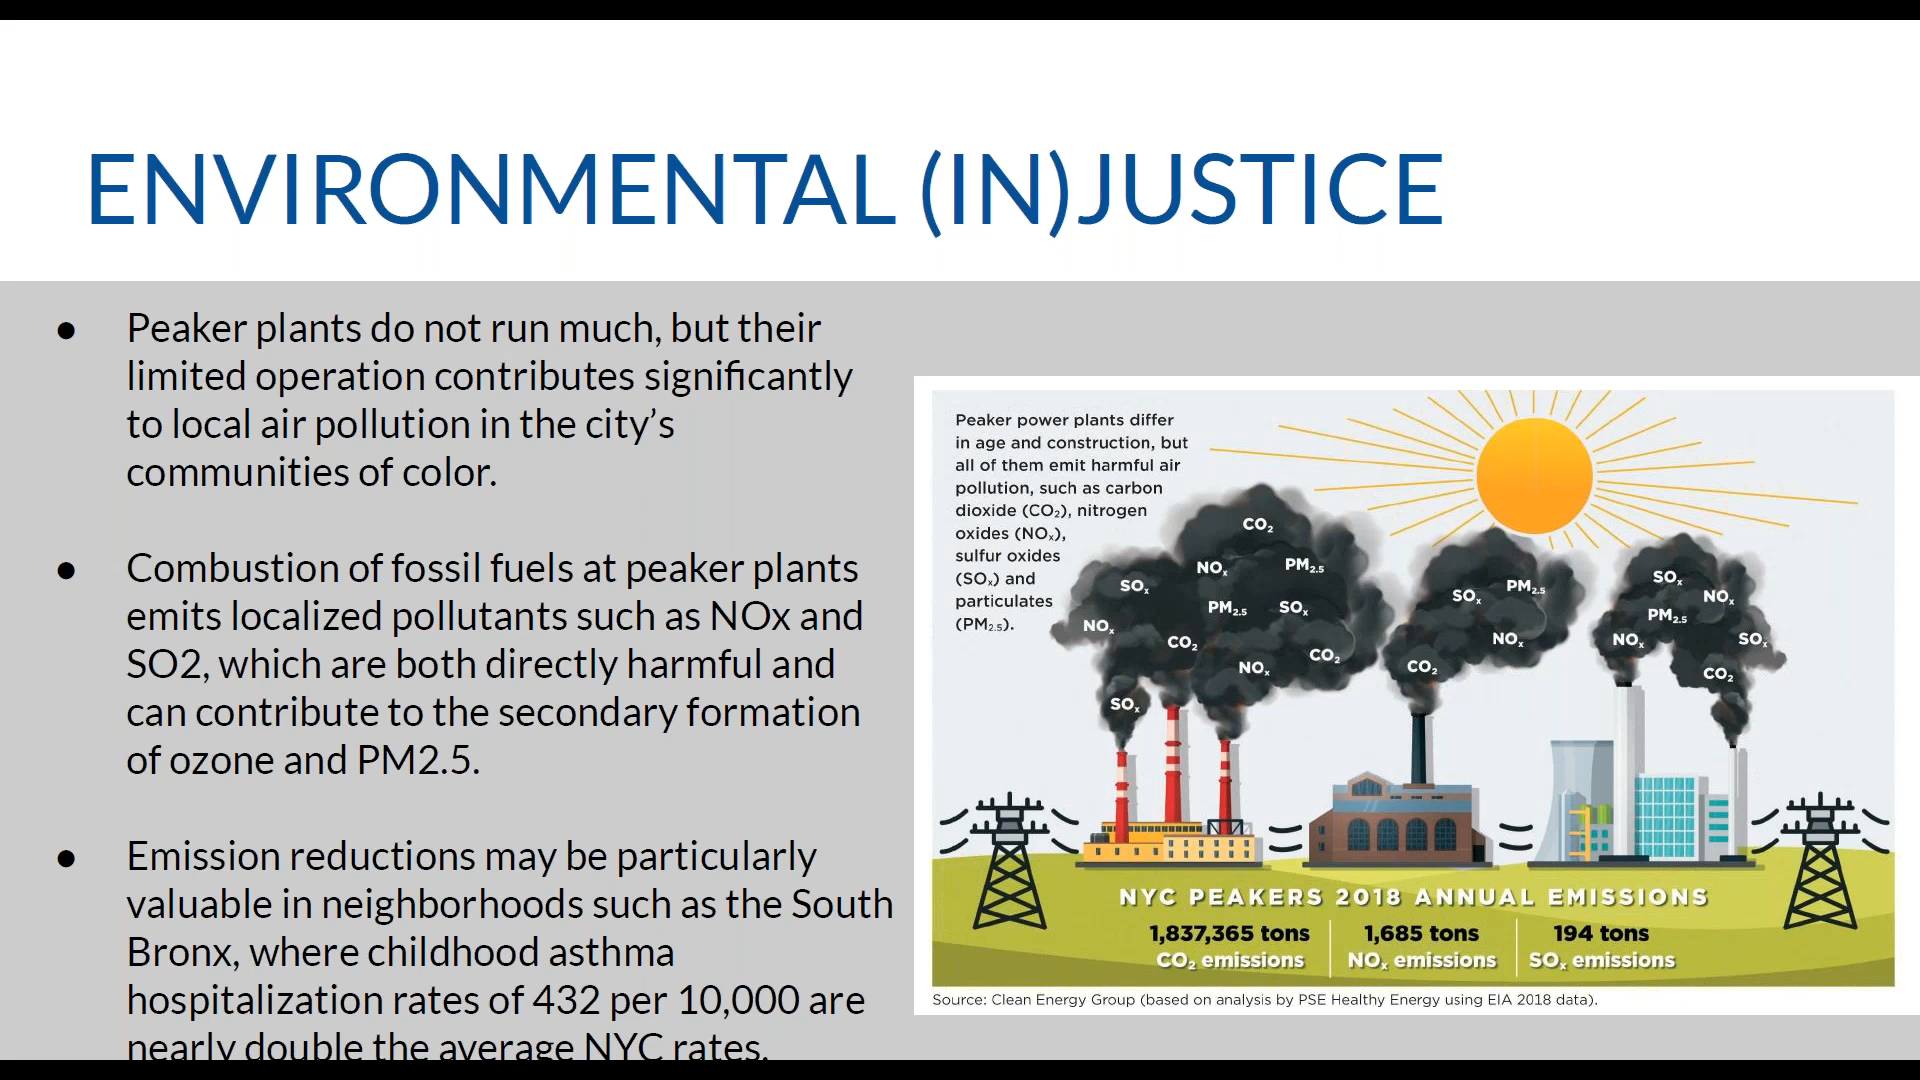 ENVIRONMENTAL (IN)JUSTICE
● Peaker plants do not run much, but their
limited operation contributes significantly
to local air pollution in the city’s
communities of color.
● Combustion of fossil fuels at peaker plants
emits localized pollutants such as NOx and
SO2, which are both directly harmful and
can contribute to the secondary formation
of ozone and PM2.5.
● Emission reductions may be particularly
valuable in neighborhoods such as the South
Bronx, where childhood asthma
hospitalization rates of 432 per 10,000 are
nearly double the average NYC rates.
Peaker power plants differ
in age and construction, but
all of them emit harmful air
pollution, such as carbon
dioxide (CO₂), nitrogen
oxides (NOₓ),
sulfur oxides
(SOₓ) and
particulates
(PM₂.₅).
CO₂
NOₓ PM₂.₅
SOₓ
PM₂.₅ SOₓ
NOₓ
CO₂
CO₂
NOₓ
SOₓ
SOₓ PM₂.₅
NOₓ
CO₂
SOₓ
NOₓ
PM₂.₅
NOₓ SOₓ
CO₂
NYC PEAKERS 2018 ANNUAL EMISSIONS
1,837,365 tons
CO₂ emissions
1,685 tons
NOₓ emissions
194 tons
SOₓ emissions
Source: Clean Energy Group (based on analysis by PSE Healthy Energy using EIA 2018 data).